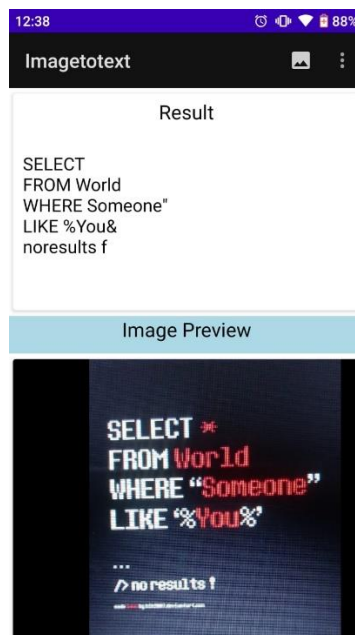 12:38
88%
Imagetotext
Result
SELECT
FROM World
WHERE Someone"
LIKE %You&
noresults f
Image Preview
SELECT *
FROM World
WHERE “Someone”
LIKE ‘%You%’
...
/> no results !